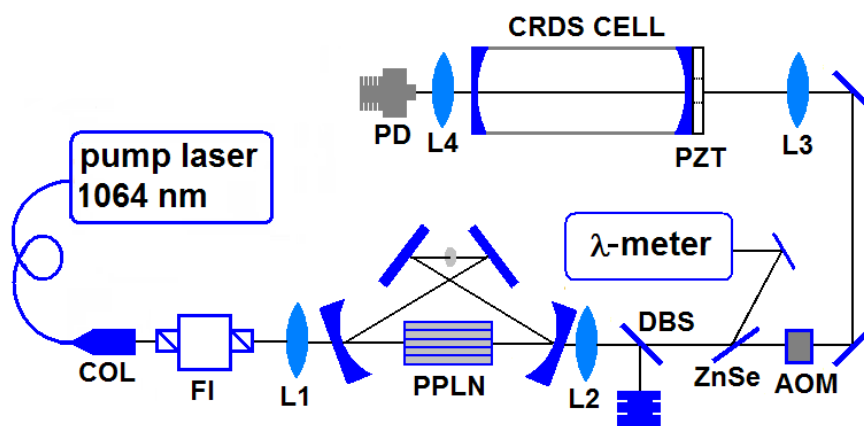 CRDS CELL
PD
L4
PZT
L3
pump laser
1064 nm
λ-meter
DBS
COL
FI
L1
PPLN
L2
ZnSe
AOM